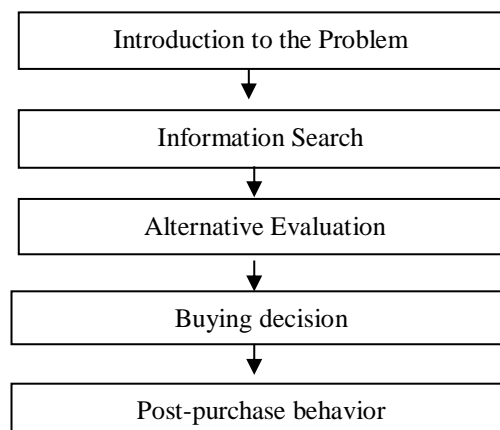 Introduction to the Problem
Information Search
Alternative Evaluation
Buying decision
Post-purchase behavior